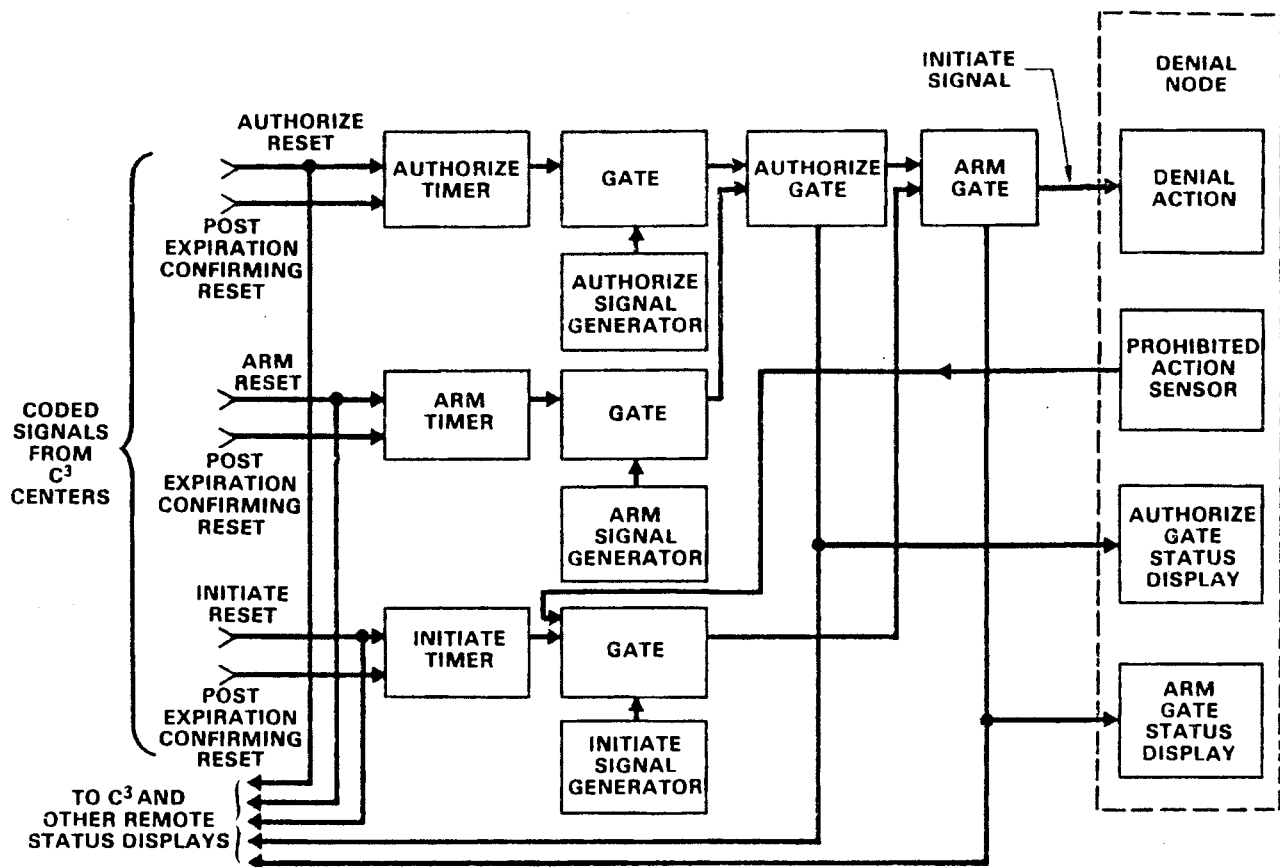 INITIATE
SIGNAL
DENIAL
NODE
AUTHORIZE
RESET
AUTHORIZE
TIMER
GATE
AUTHORIZE
GATE
ARM
GATE
DENIAL
ACTION
POST
EXPIRATION
CONFIRMING
RESET
AUTHORIZE
SIGNAL
GENERATOR
PROHIBITED
ACTION
SENSOR
ARM
RESET
ARM
TIMER
GATE
CODED
SIGNALS
FROM
C³
CENTERS
POST
EXPIRATION
CONFIRMING
RESET
ARM
SIGNAL
GENERATOR
AUTHORIZE
GATE
STATUS
DISPLAY
INITIATE
RESET
INITIATE
TIMER
GATE
POST
EXPIRATION
CONFIRMING
RESET
INITIATE
SIGNAL
GENERATOR
ARM
GATE
STATUS
DISPLAY
TO C³ AND
OTHER REMOTE
STATUS DISPLAYS